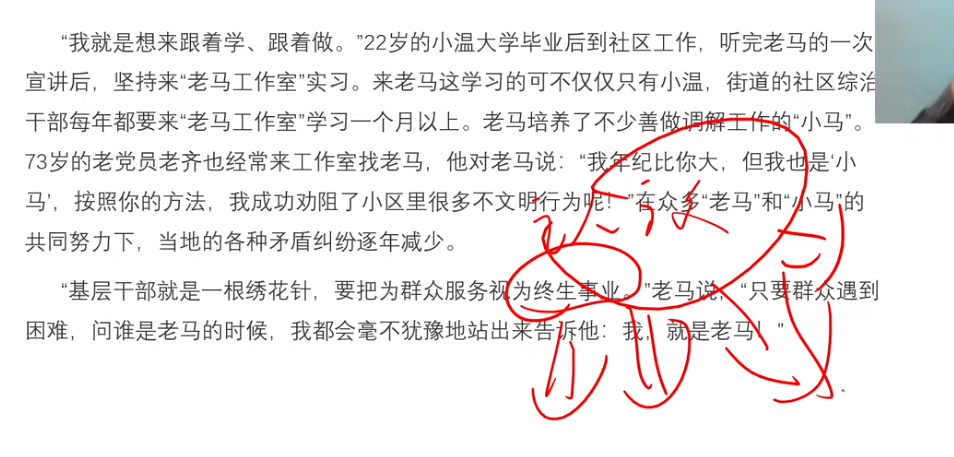 “我就是想来跟着学、跟着做。”22岁的小温大学毕业后到社区工作，听完老马的一次
宣讲后，坚持来“老马工作室”实习。来老马这学习的可不仅仅只有小温，街道的社区综治
干部每年都要来“老马工作室”学习一个月以上。老马培养了不少善做调解工作的“小马”。
73岁的老党员老齐也经常来工作室找老马，他对老马说：“我年纪比你大，但我也是‘小
马’，按照你的方法，我成功劝阻了小区里很多不文明行为呢！”在众多“老马”和“小马”的
共同努力下，当地的各种矛盾纠纷逐年减少。
“基层干部就是一根绣花针，要把为群众服务视为终生事业。”老马说，“只要群众遇到
困难，问谁是老马的时候，我都会毫不犹豫地站出来告诉他：我，就是老马！”